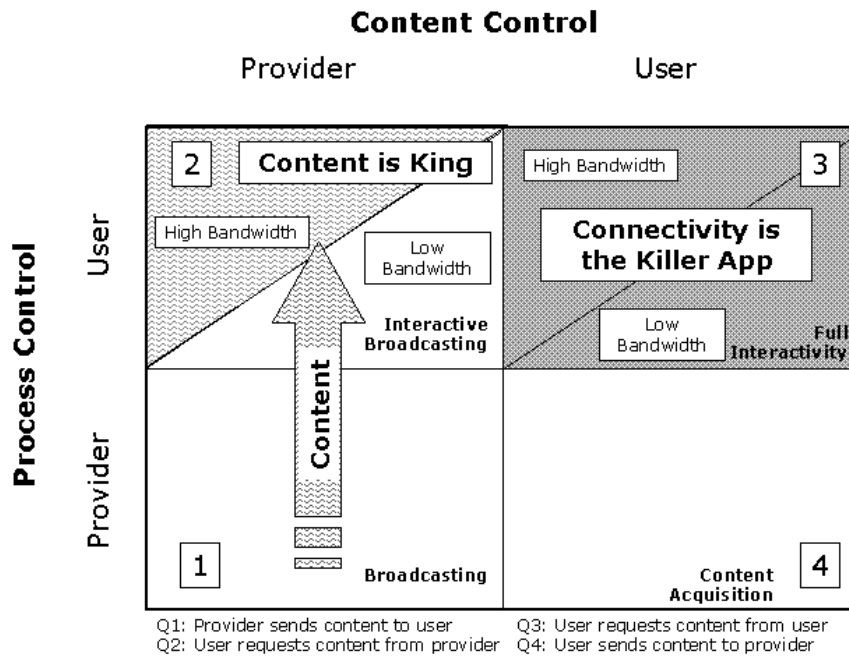 Content Control
Provider
User
Process Control
User
Provider
2
Content is King
High Bandwidth
Low
Bandwidth
Interactive
Broadcasting
High Bandwidth
3
Connectivity is
the Killer App
Low
Bandwidth
Full
Interactivity
Content
1
Broadcasting
Content
Acquisition
4
Q1: Provider sends content to user
Q2: User requests content from provider
Q3: User requests content from user
Q4: User sends content to provider